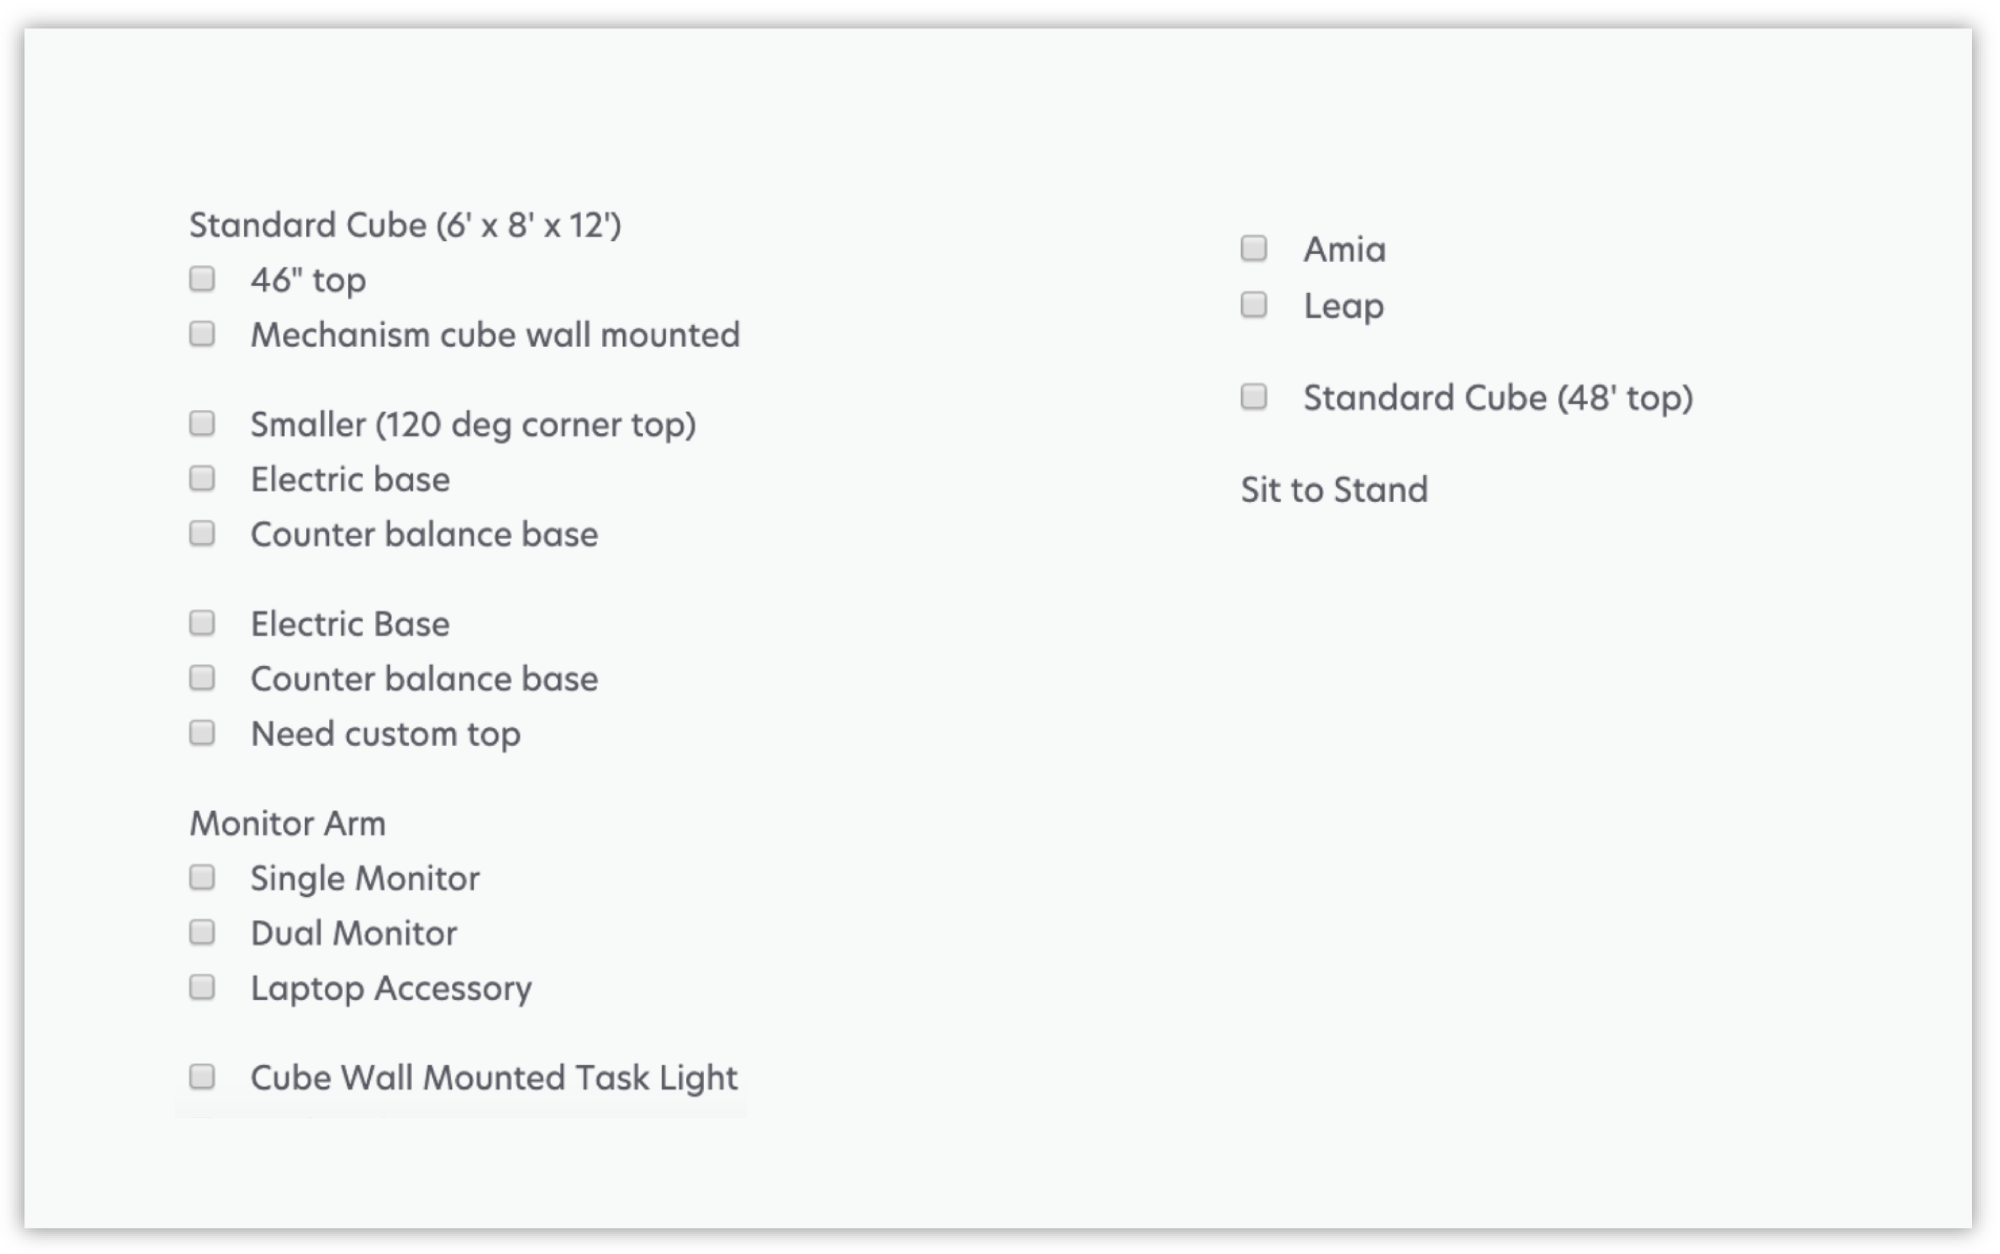 Standard Cube (6' x 8' x 12')
46" top
Mechanism cube wall mounted
Smaller (120 deg corner top)
Electric base
Counter balance base
Electric Base
Counter balance base
Need custom top
Monitor Arm
Single Monitor
Dual Monitor
Laptop Accessory
Cube Wall Mounted Task Light
Amia
Leap
Standard Cube (48' top)
Sit to Stand